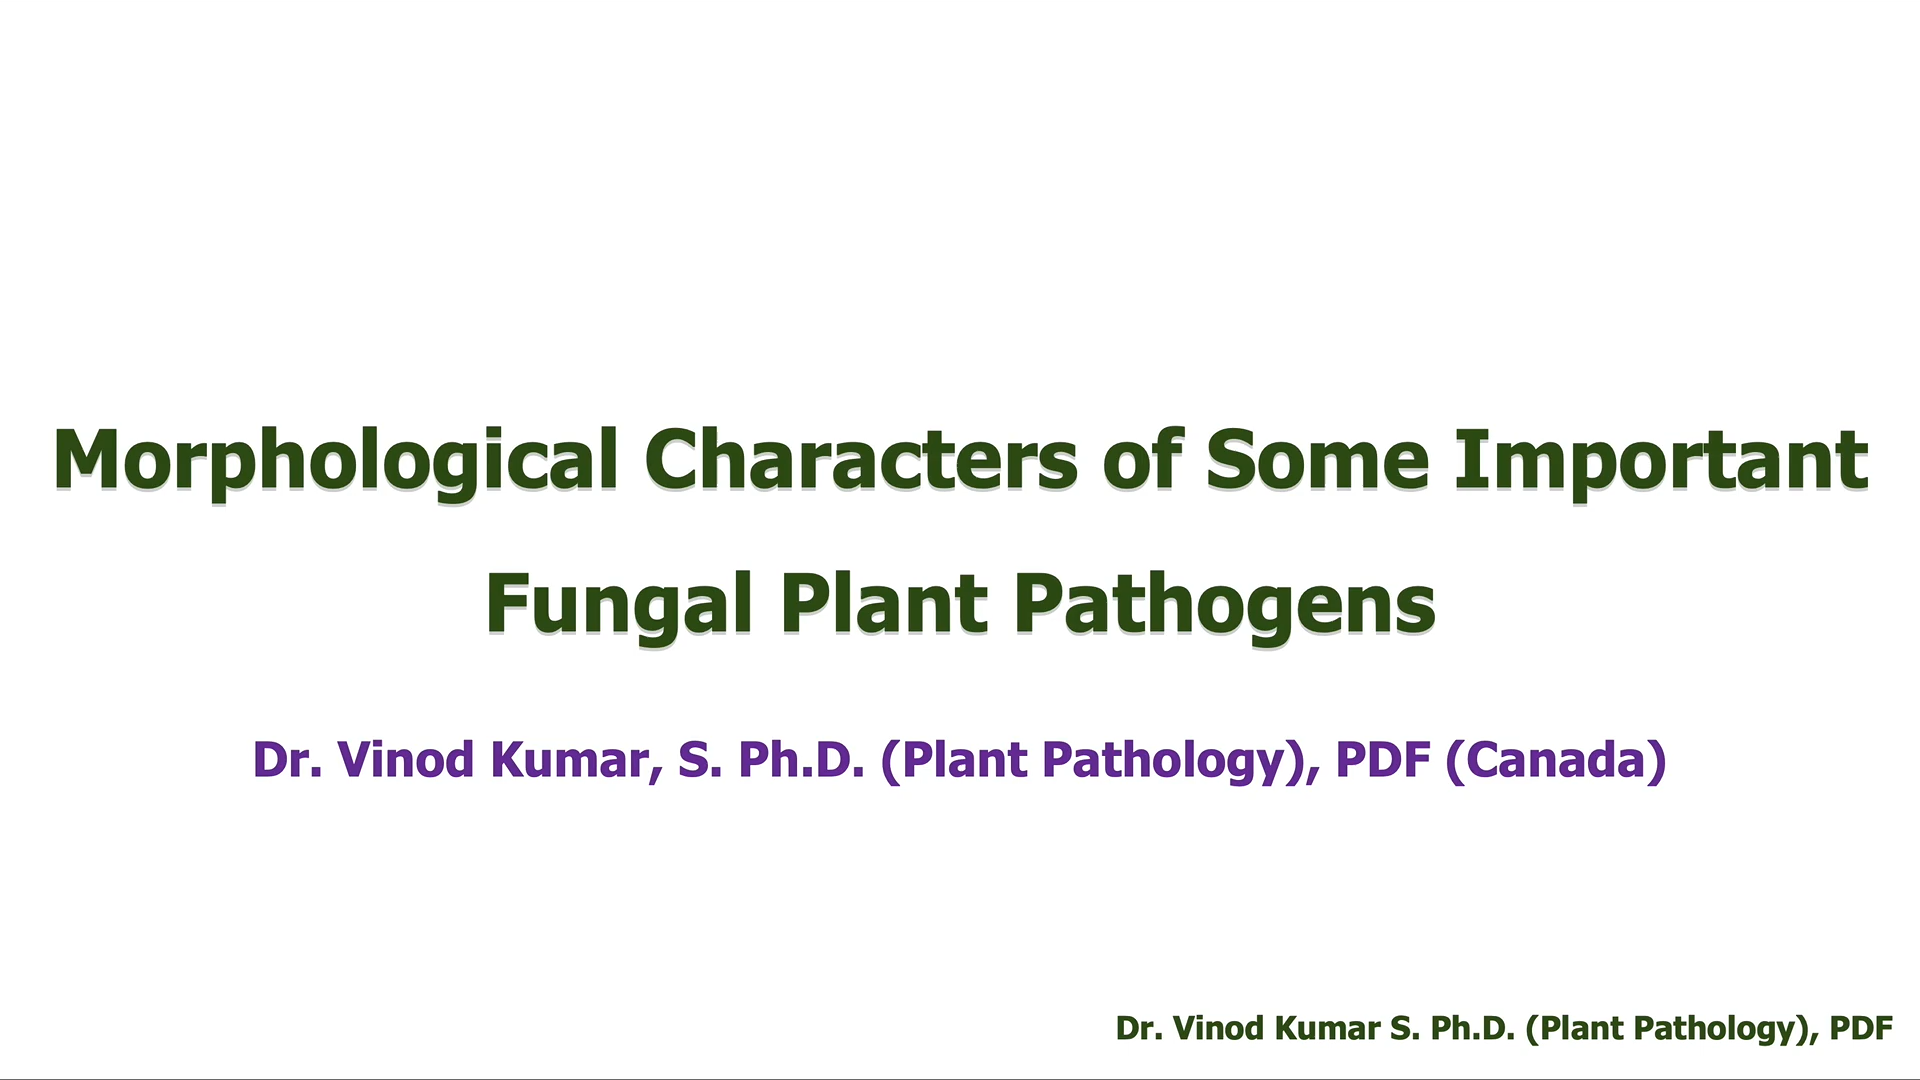 Morphological Characters of Some Important
Fungal Plant Pathogens
Dr. Vinod Kumar, S. Ph.D. (Plant Pathology), PDF (Canada)
Dr. Vinod Kumar S. Ph.D. (Plant Pathology), PDF